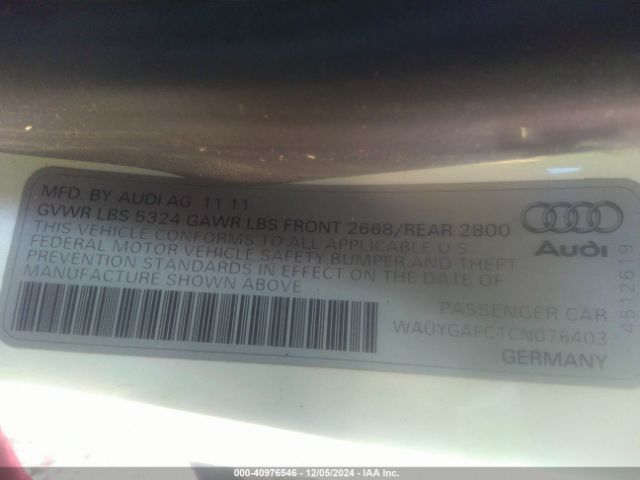 MFD. BY AUDI AG 11 11
GVWR LBS 5324 GAWR LBS FRONT 2668/REAR 2800
THIS VEHICLE CONFORMS TO ALL APPLICABLE U S
FEDERAL MOTOR VEHICLE SAFETY,BUMPER AND THEFT
PREVENTION STANDARDS IN EFFECT ON THE DATE OF
MANUFACTURE SHOWN ABOVE
Audi
4512619
PASSENGER CAR
WAUYGAFC1CN076403
GERMANY
000-40976546 - 12/05/2024 - IAA Inc.